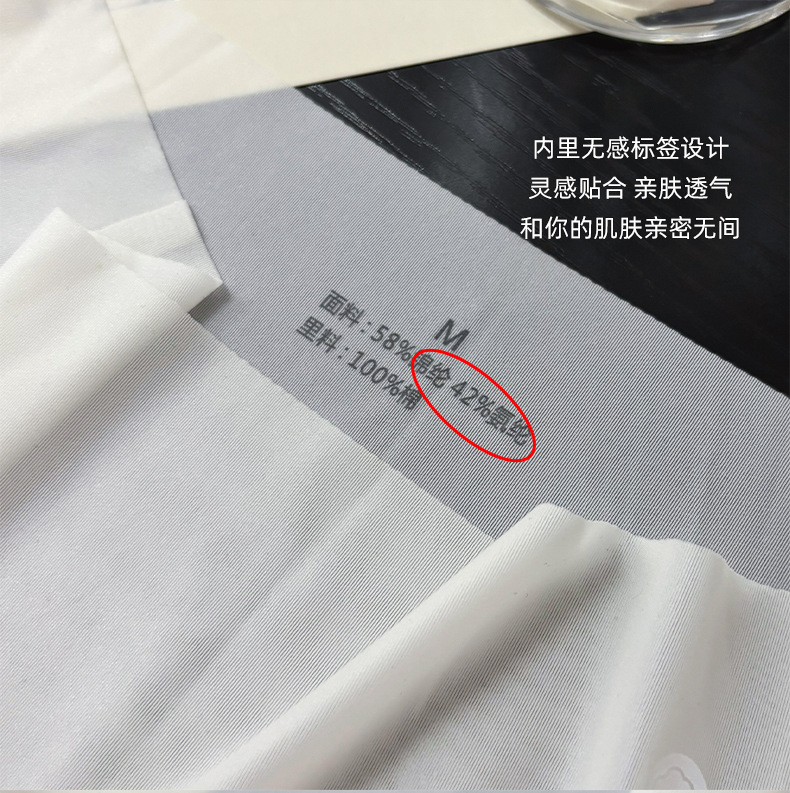 内里无感标签设计
灵感贴合 亲肤透气
和你的肌肤亲密无间
M
面料：58%锦纶 42%氨纶
里料：100%棉